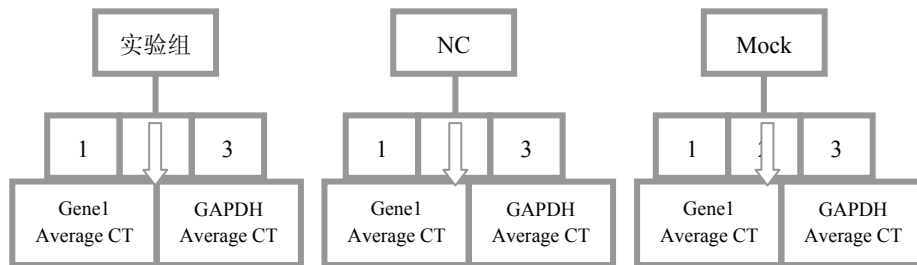 实验组 NC Mock
1 3 1 3 1 3
Gene1 GAPDH Gene1 GAPDH Gene1 GAPDH
Average CT Average CT Average CT Average CT Average CT Average CT